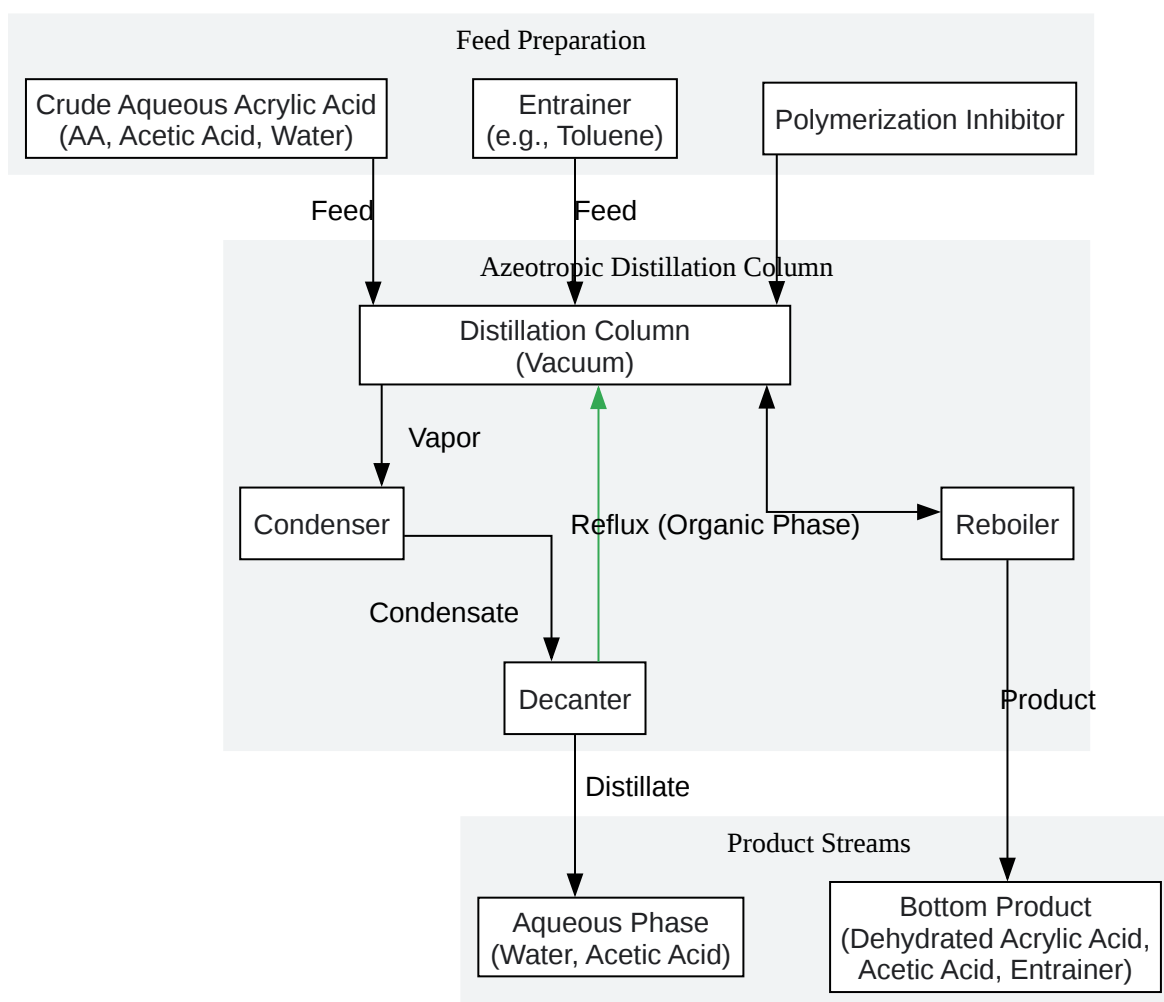 Feed Preparation
Crude Aqueous Acrylic Acid
(AA, Acetic Acid, Water)
Entrainer
(e.g., Toluene)
Polymerization Inhibitor
Feed
Feed
Azeotropic Distillation Column
Distillation Column
(Vacuum)
Vapor
Condenser
Reflux (Organic Phase)
Reboiler
Condensate
Decanter
Product
Distillate
Product Streams
Aqueous Phase
(Water, Acetic Acid)
Bottom Product
(Dehydrated Acrylic Acid,
Acetic Acid, Entrainer)